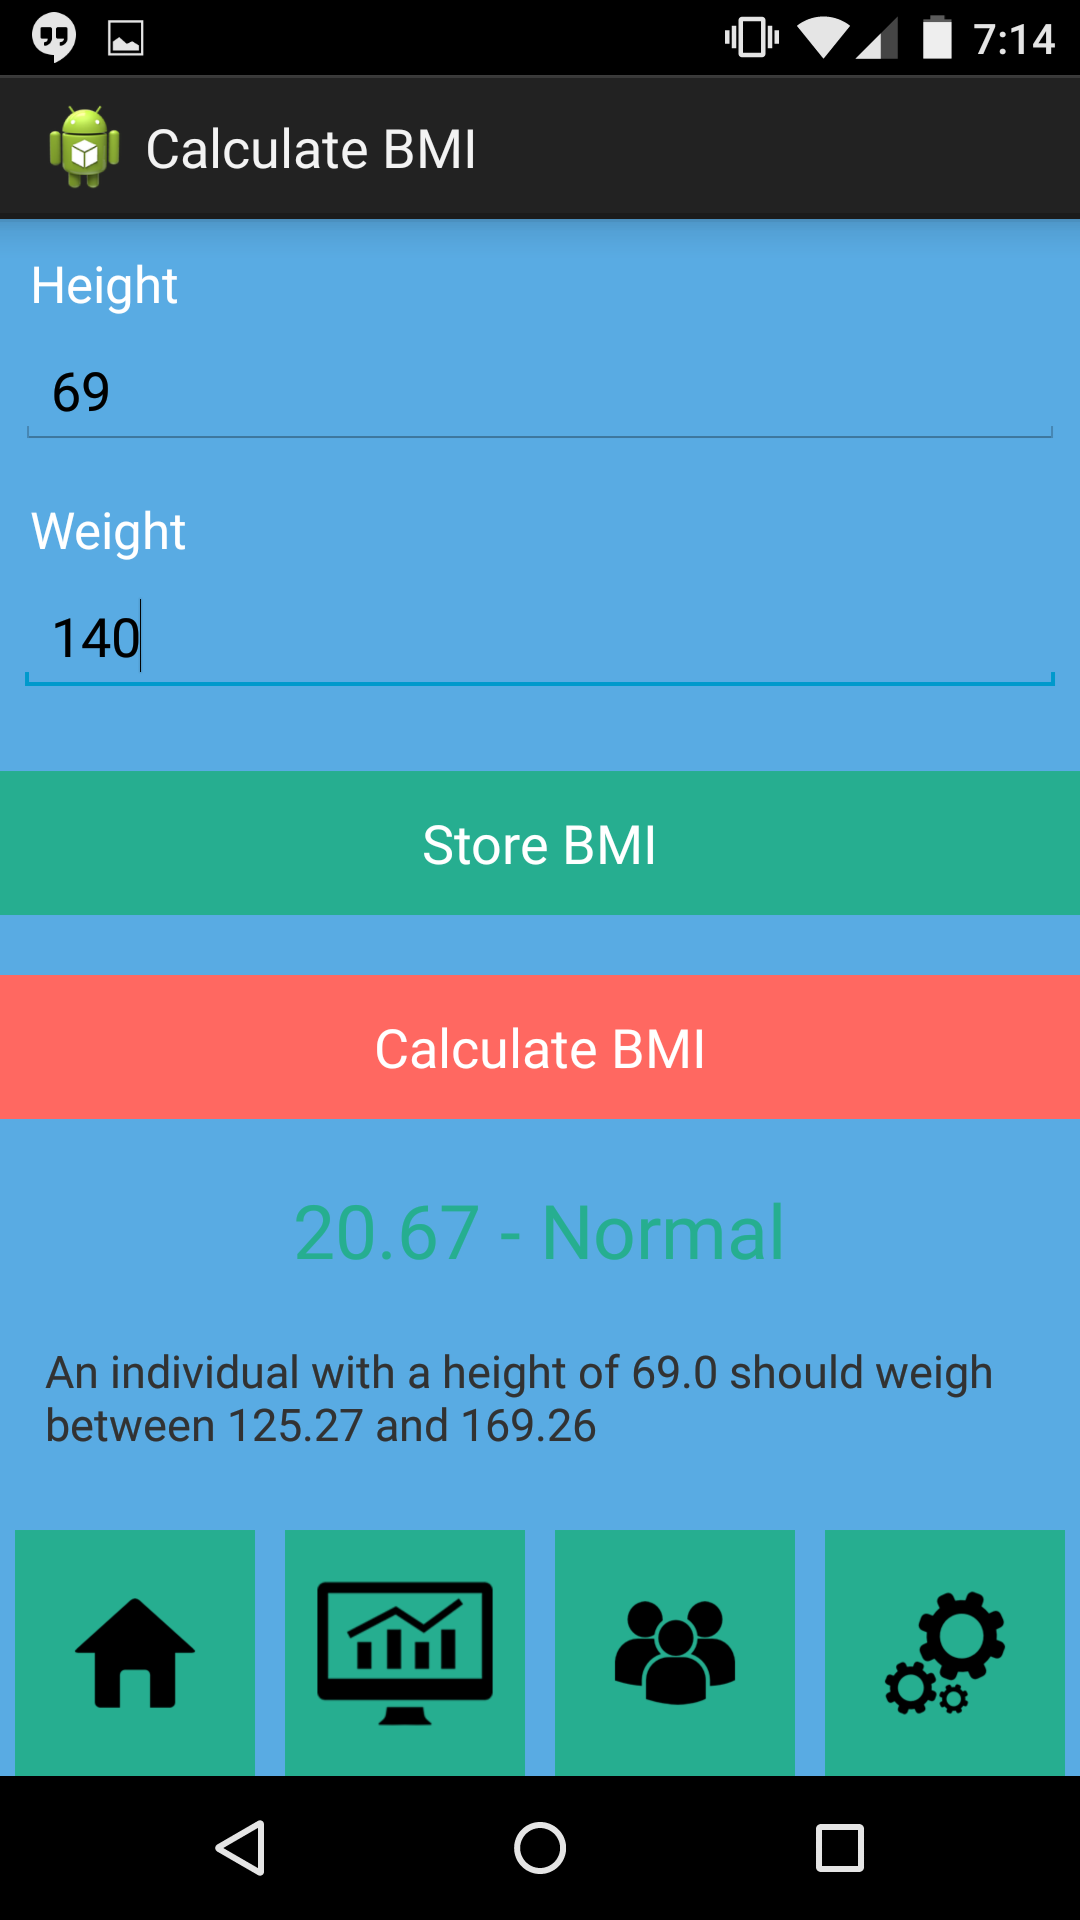 7:14
Calculate BMI
Height
69
Weight
140
Store BMI
Calculate BMI
20.67 - Normal
An individual with a height of 69.0 should weigh
between 125.27 and 169.26